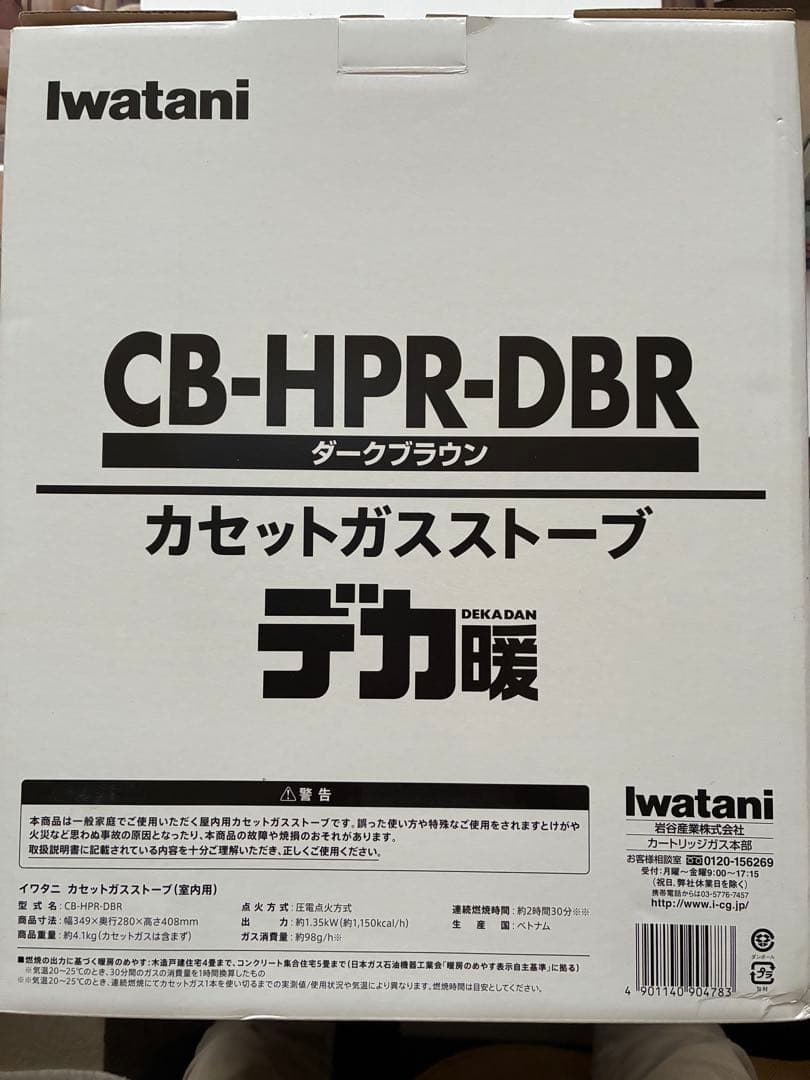 Iwatani
CB-HPR-DBR
ダークブラウン
カセットガスストーブ
DEKADAN
デカ暖
⚠警告
本商品は一般家庭でご使用いただく屋内用カセットガスストーブです。誤った使い方や特殊なご使用をされますとけがや
火災など思わぬ事故の原因となったり、本商品の故障や焼損のおそれがあります。
取扱説明書に記載されている内容を十分ご理解いただき、正しくご使用ください。
Iwatani
岩谷産業株式会社
カートリッジガス本部
お客様相談室 0120-156269
受付:月曜~金曜9:00~17:15
(祝日、弊社休業日を除く)
携帯電話からは03-5776-7457
http://www.i-cg.jp/
イワタニ カセットガスストーブ(室内用)
型式名:CB-HPR-DBR
商品寸法:幅349×奥行280×高さ408mm
商品重量:約4.1kg(カセットガスは含まず)
点火方式:圧電点火方式
出力:約1.35kW(約1,150kcal/h)
ガス消費量:約98g/h※
連続燃焼時間:約2時間30分※※
生産国:ベトナム
■燃焼の出力に基づく暖房のめやす:木造戸建住宅4畳まで、コンクリート集合住宅5畳まで(日本ガス石油機器工業会「暖房のめやす表示自主基準」に拠る)
※気温20~25℃のとき、30分間のガスの消費量を1時間換算したもの
※※気温20~25℃のとき、連続燃焼にてカセットガス1本を使い切るまでの実測値/使用状況や気温により異なります。燃焼時間は目安としてください。
4 901140 904783
ダンボール
プラ